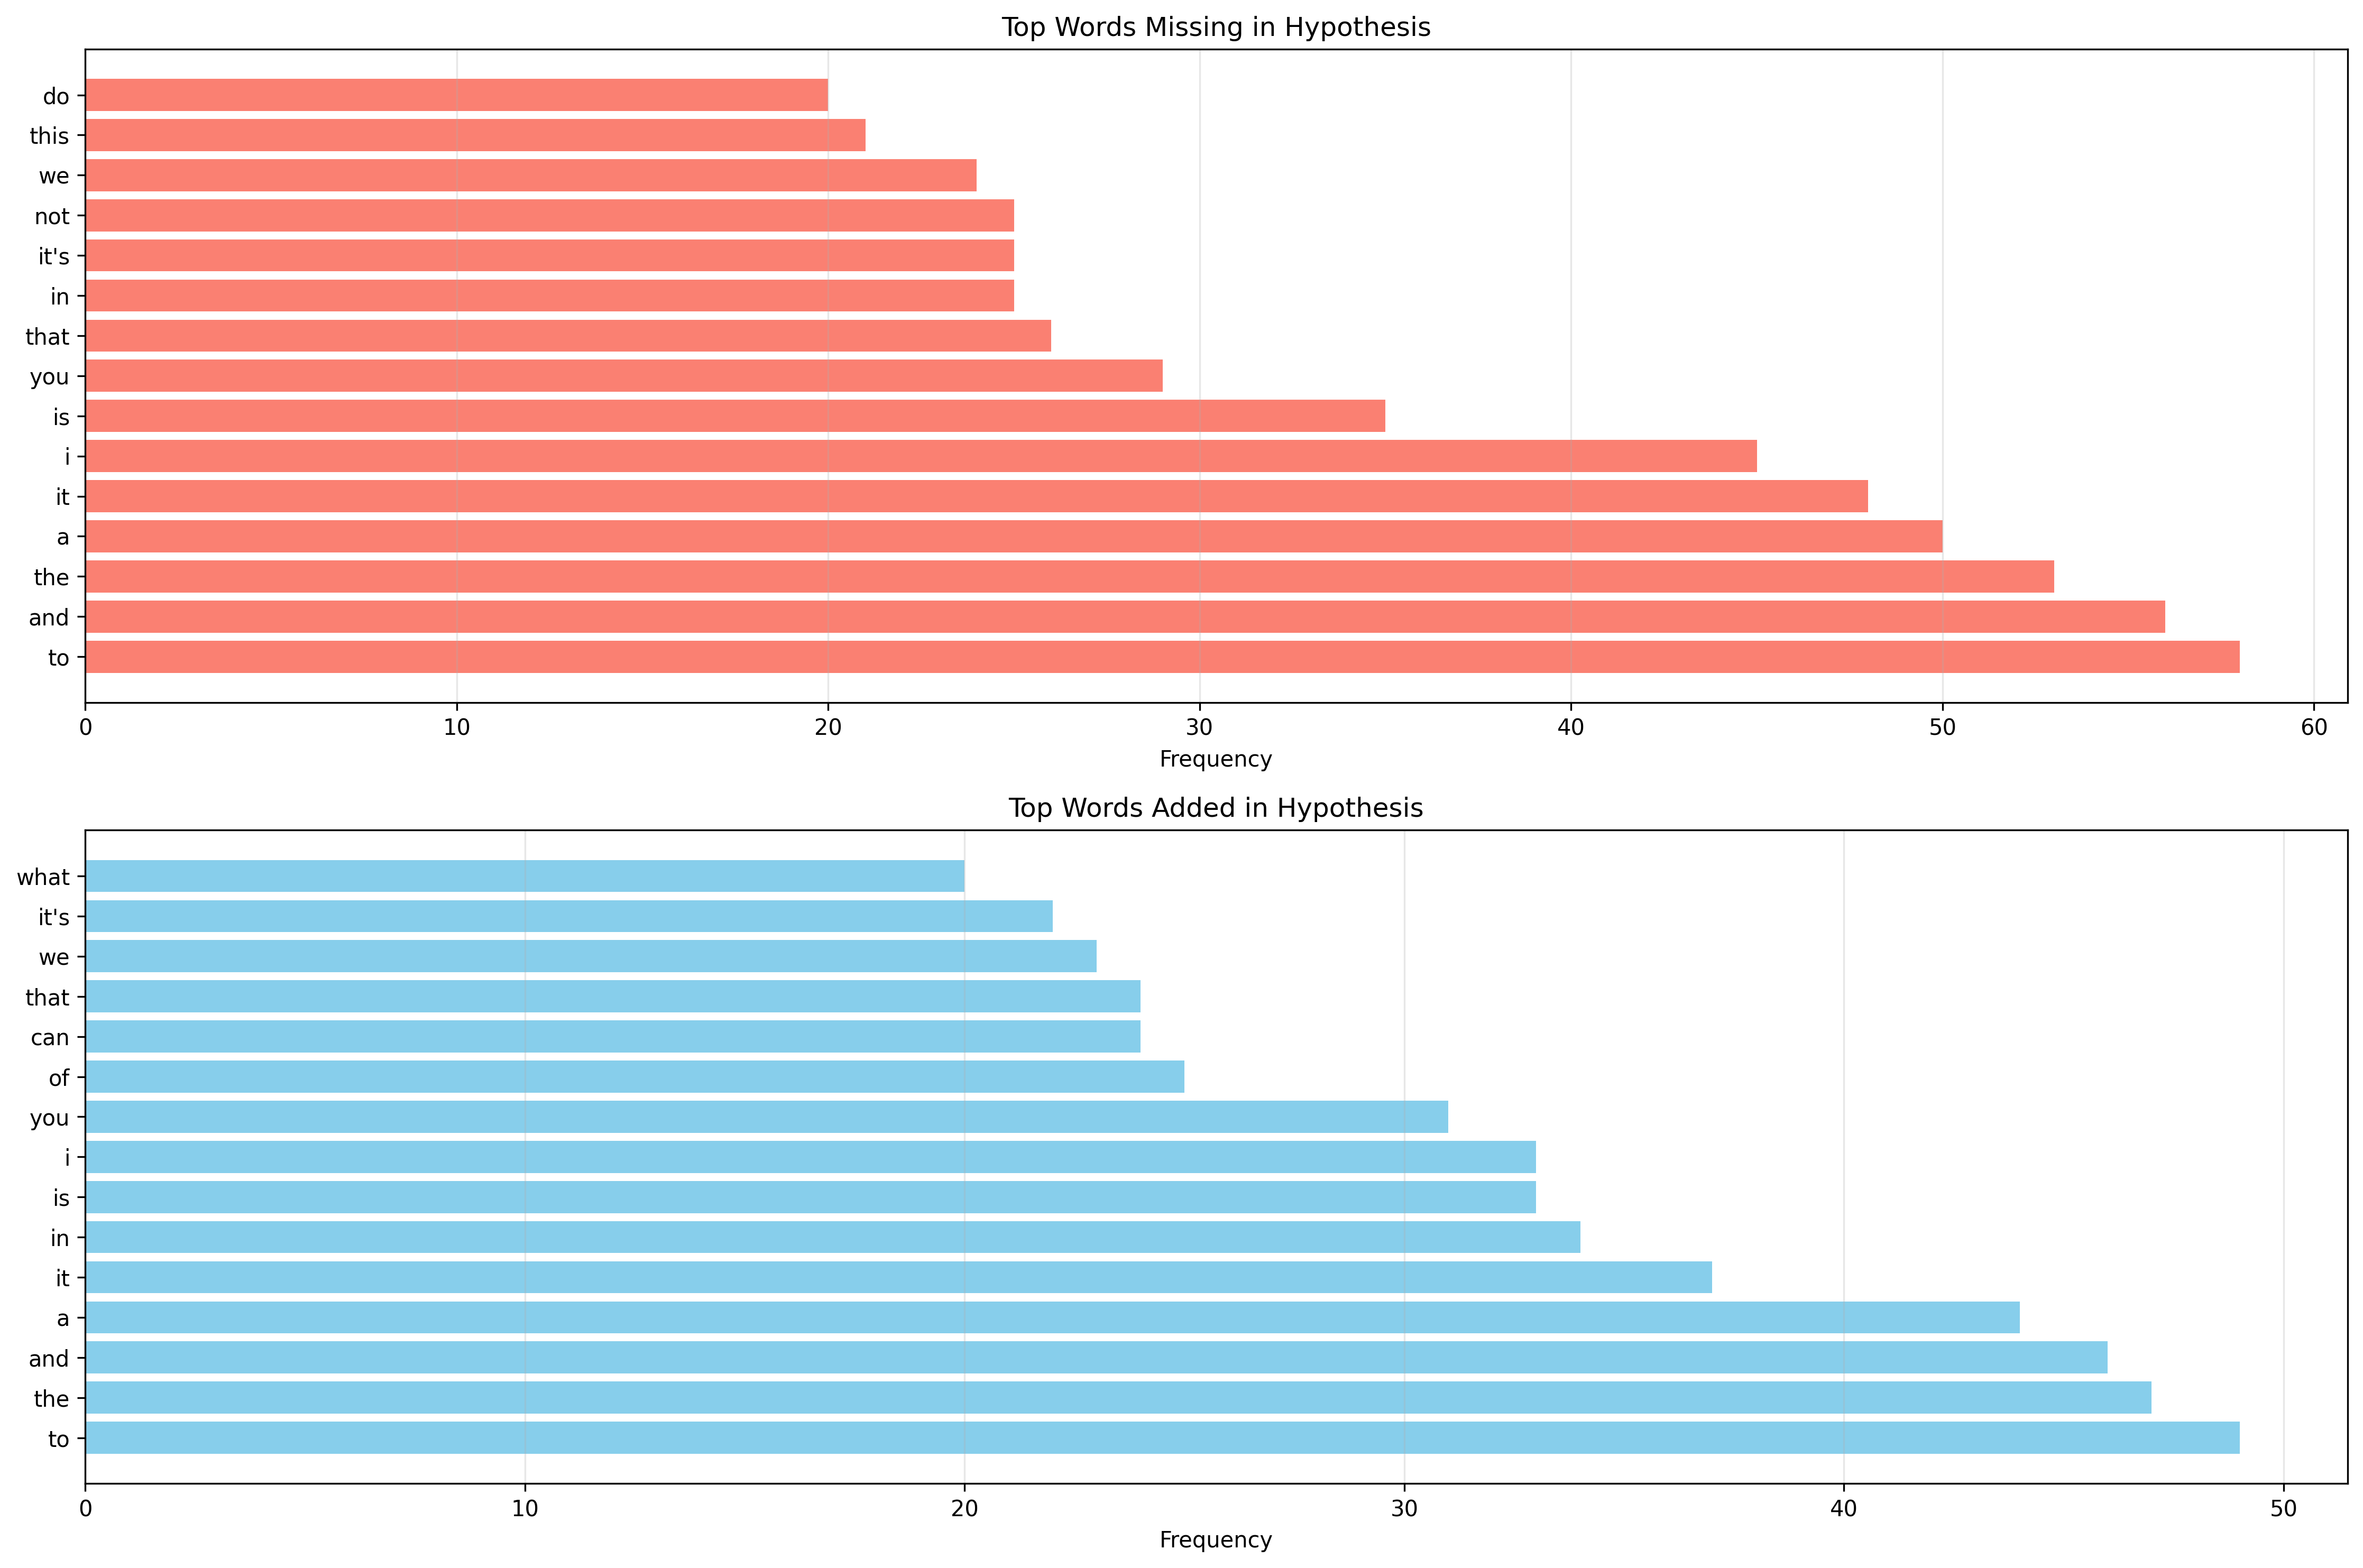 Top Words Missing in Hypothesis
do
this
we
not
it's
in
that
you
is
i
it
a
the
and
to
0 10 20 30 40 50 60
Frequency
Top Words Added in Hypothesis
what
it's
we
that
can
of
you
i
is
in
it
a
and
the
to
0 10 20 30 40 50
Frequency